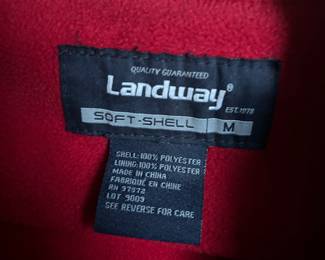 QUALITY GUARANTEED
Landway®
EST. 1978
SOFT-SHELL M
SHELL: 100% POLYESTER
LINING: 100% POLYESTER
MADE IN CHINA
FABRIQUÉ EN CHINE
RN 97972
LOT 9009
SEE REVERSE FOR CARE